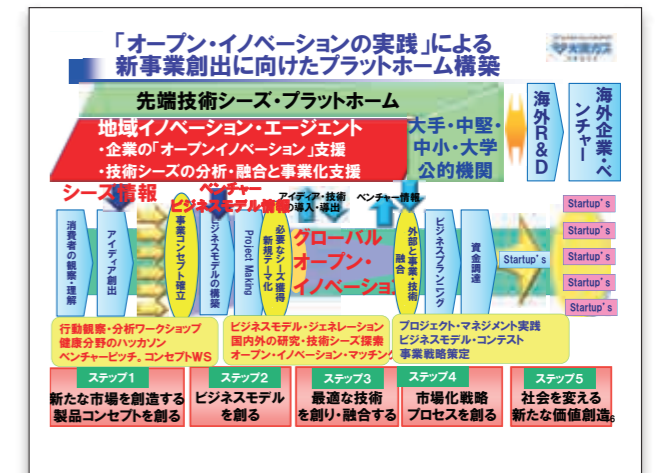 「オープン・イノベーションの実践」による
新事業創出に向けたプラットホーム構築
大阪ガス
先端技術シーズ・プラットホーム
地域イノベーション・エージェント
・企業の「オープンイノベーション」支援
・技術シーズの分析・融合と事業化支援
大手・中堅・
中小・大学
公的機関
海外R&D
海外企業・ベ
ンチャー
シーズ情報
ベンチャー
ビジネスモデル情報
アイディア・技術
の導入・導出
ベンチャー情報
消費者の観察・理解
アイディア創出
事業コンセプト確立
ビジネスモデルの構築
Project Making
必要なシーズ獲得
新規テーマ化
グローバル
オープン・
イノベーション
外部と事業・技術
融合
ビジネスプランニング
資金調達
Startup's
Startup's
Startup's
Startup's
Startup's
Startup's
行動観察・分析ワークショップ
健康分野のハッカソン
ベンチャーピッチ、コンセプトWS
ビジネスモデル・ジェネレーション
国内外の研究・技術シーズ探索
オープン・イノベーション・マッチング
プロジェクト・マネジメント実践
ビジネスモデル・コンテスト
事業戦略策定
ステップ1
新たな市場を創造する
製品コンセプトを創る
ステップ2
ビジネスモデル
を創る
ステップ3
最適な技術
を創り・融合する
ステップ4
市場化戦略
プロセスを創る
ステップ5
社会を変える
新たな価値創造